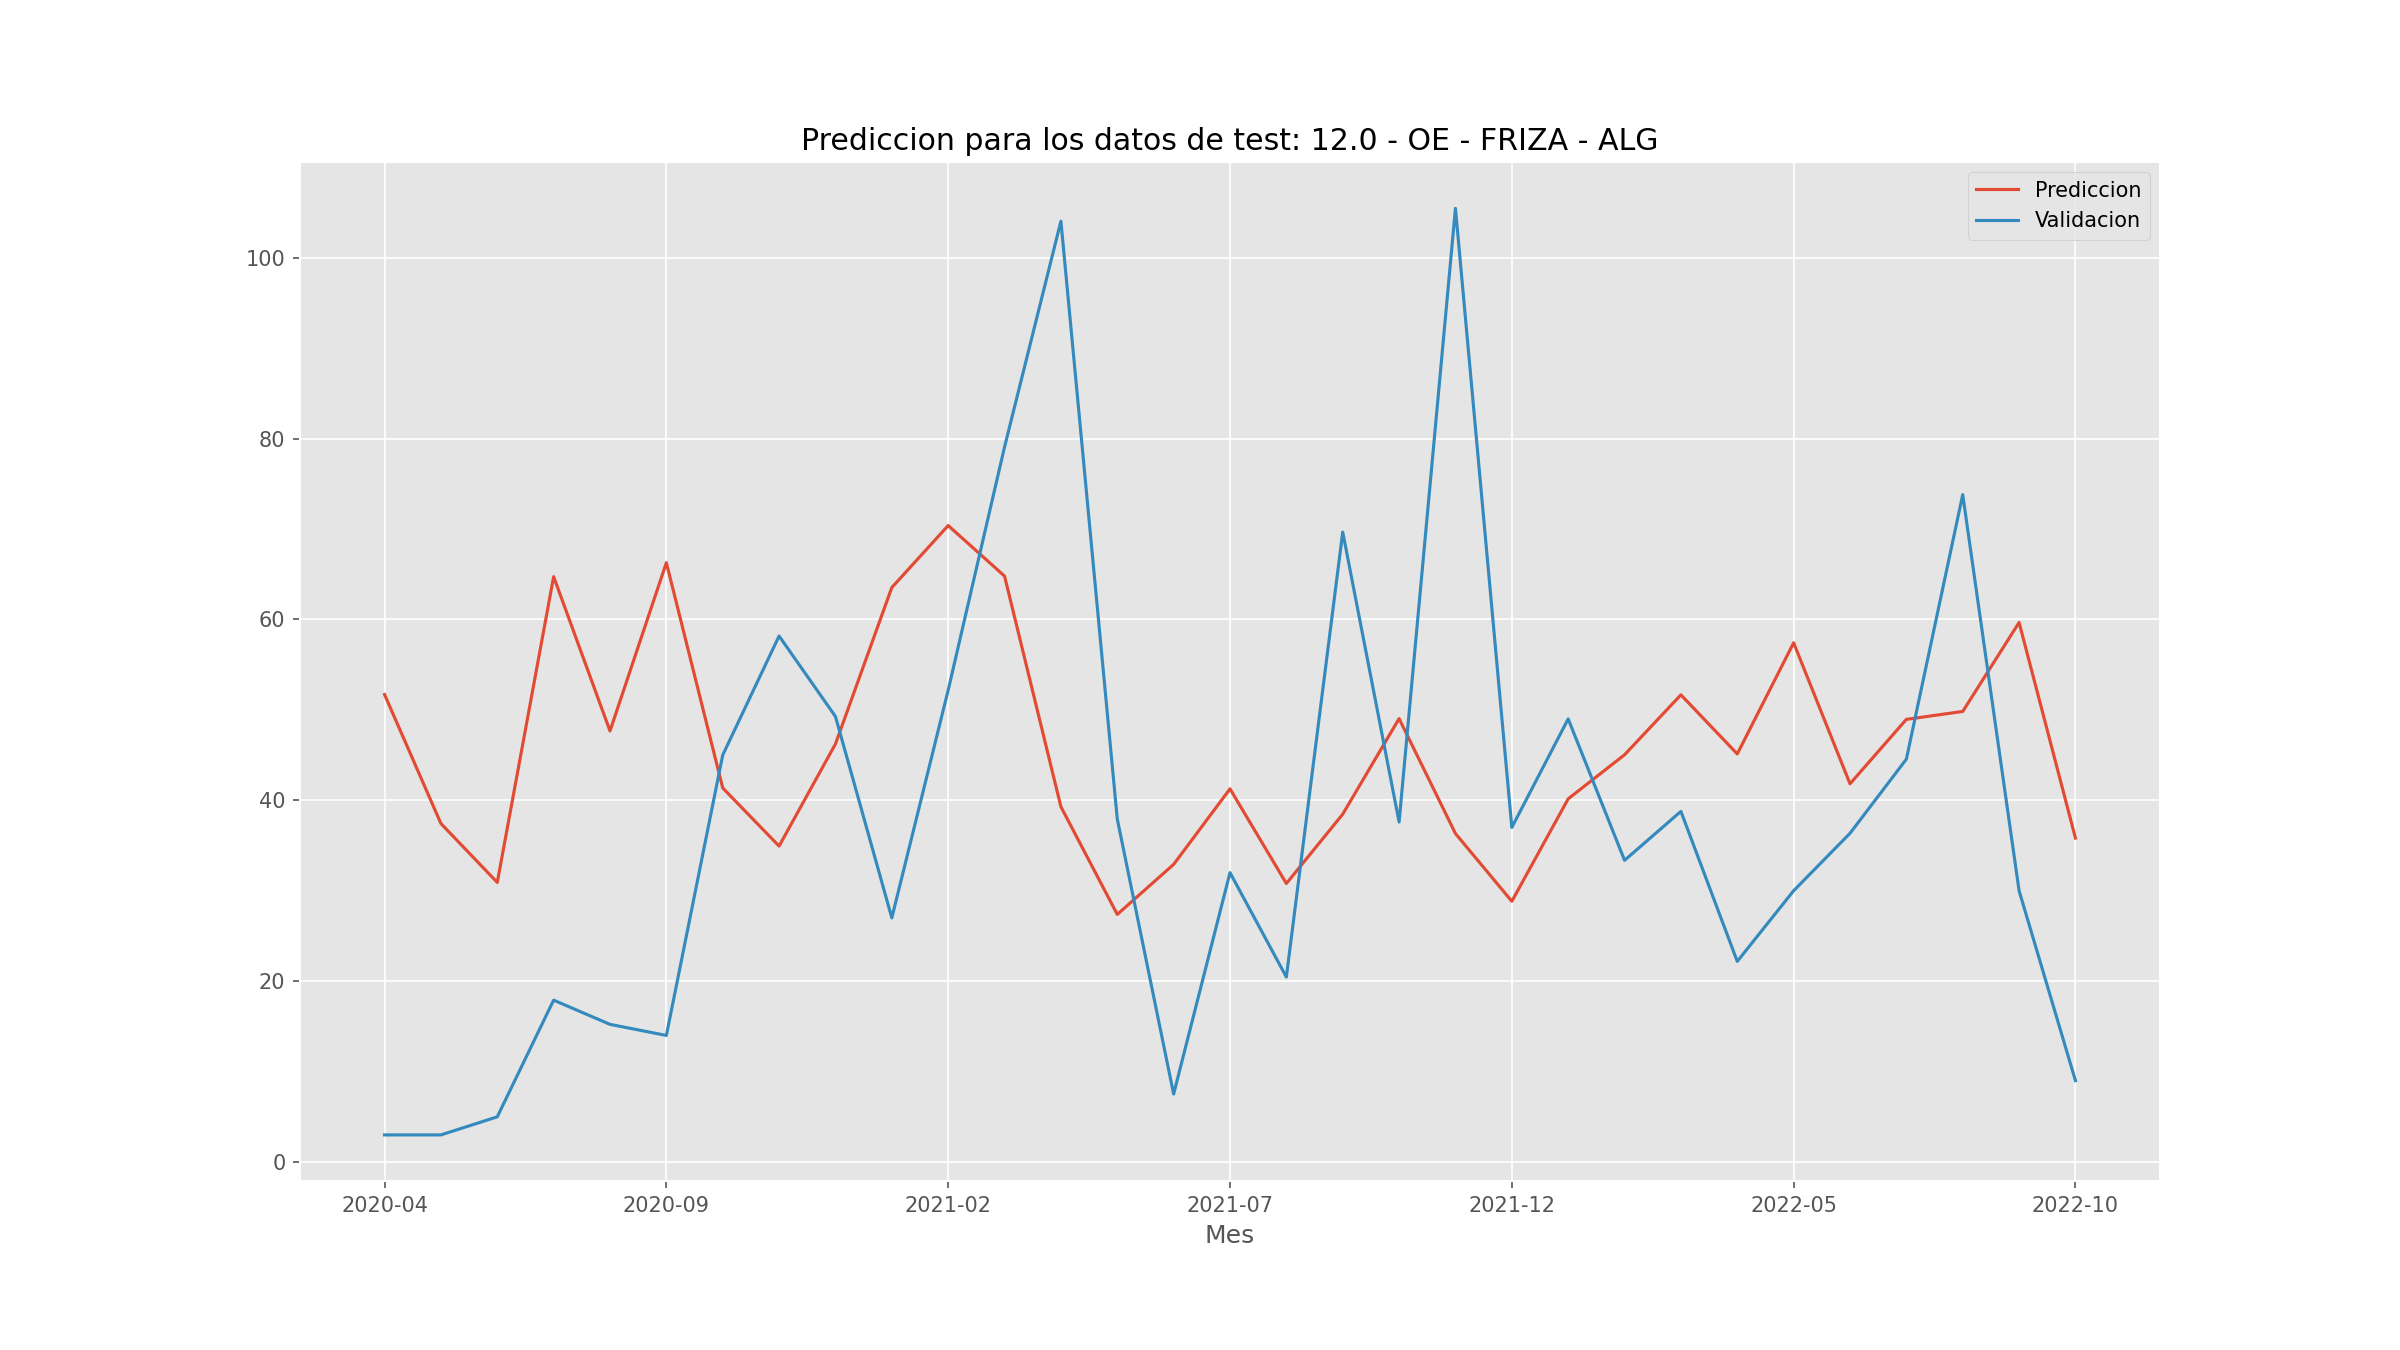 Prediccion para los datos de test: 12.0 - OE - FRIZA - ALG
Prediccion
Validacion
100
80
60
40
20
0
2020-04 2020-09 2021-02 2021-07 2021-12 2022-05 2022-10
Mes